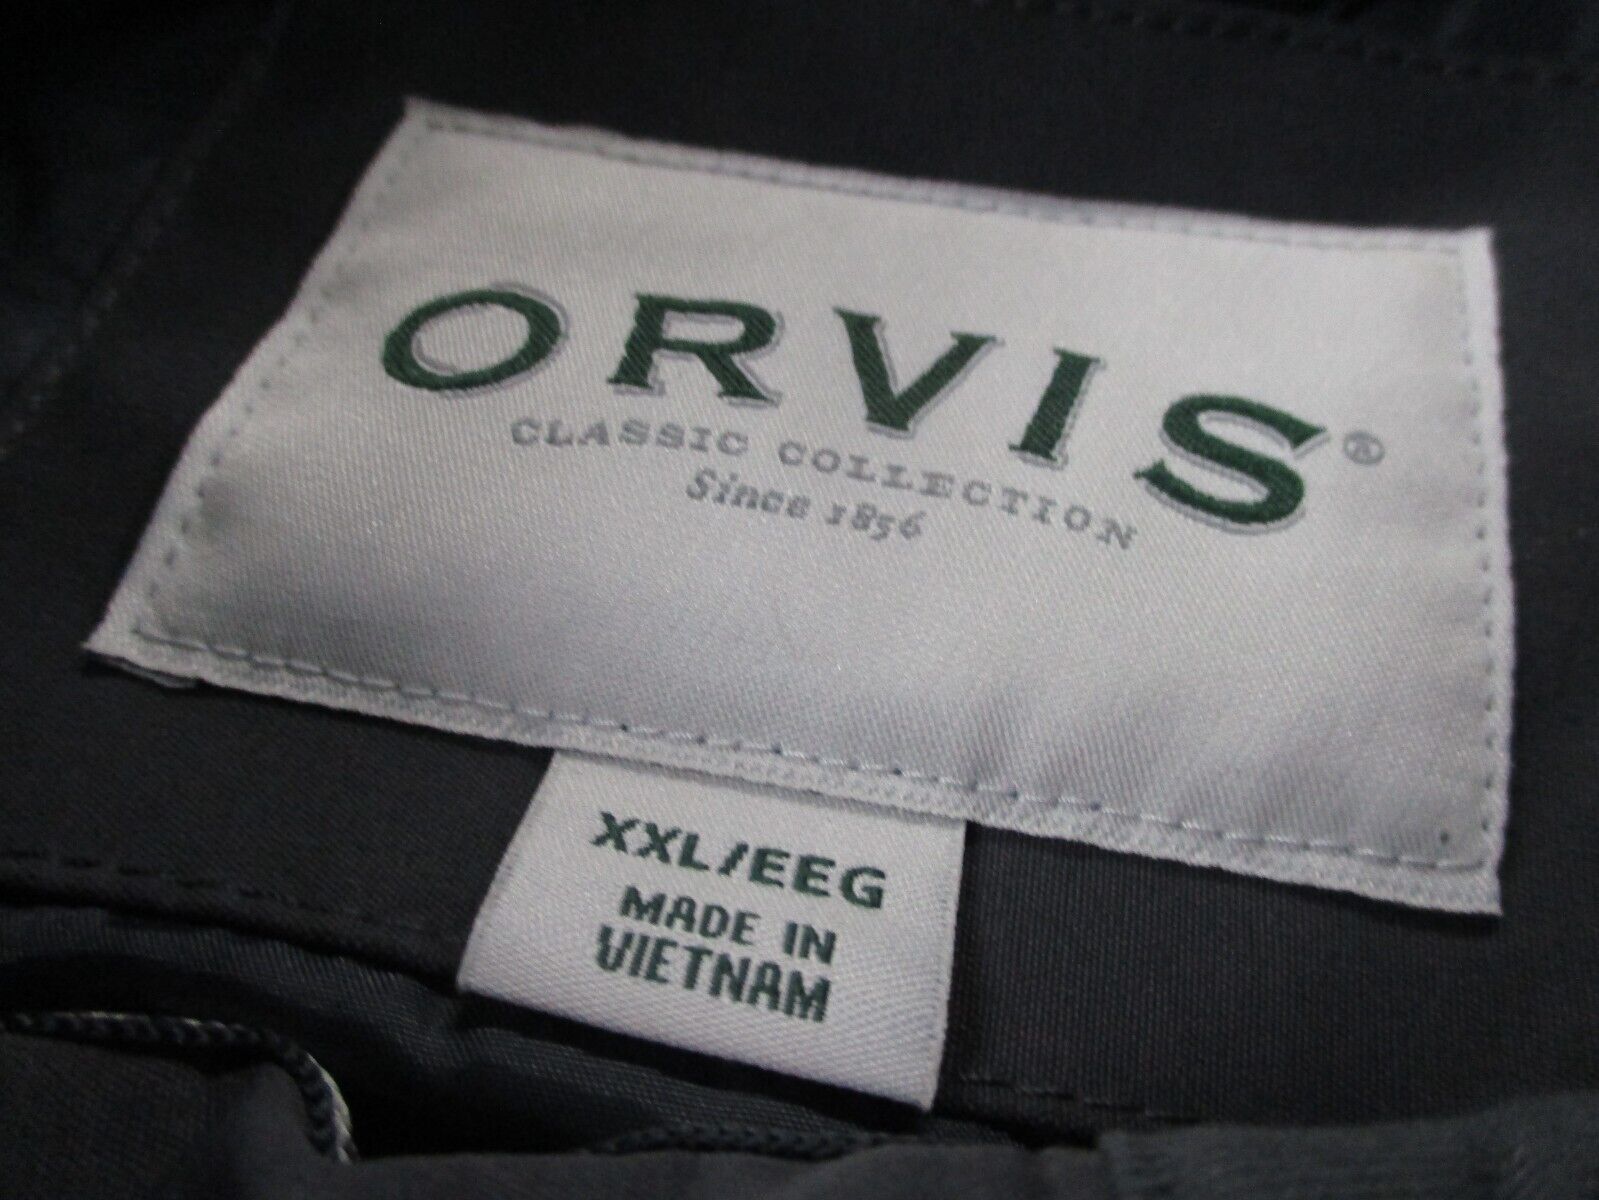 ORVIS®
CLASSIC COLLECTION
Since 1856
XXL/EEG
MADE IN
VIETNAM